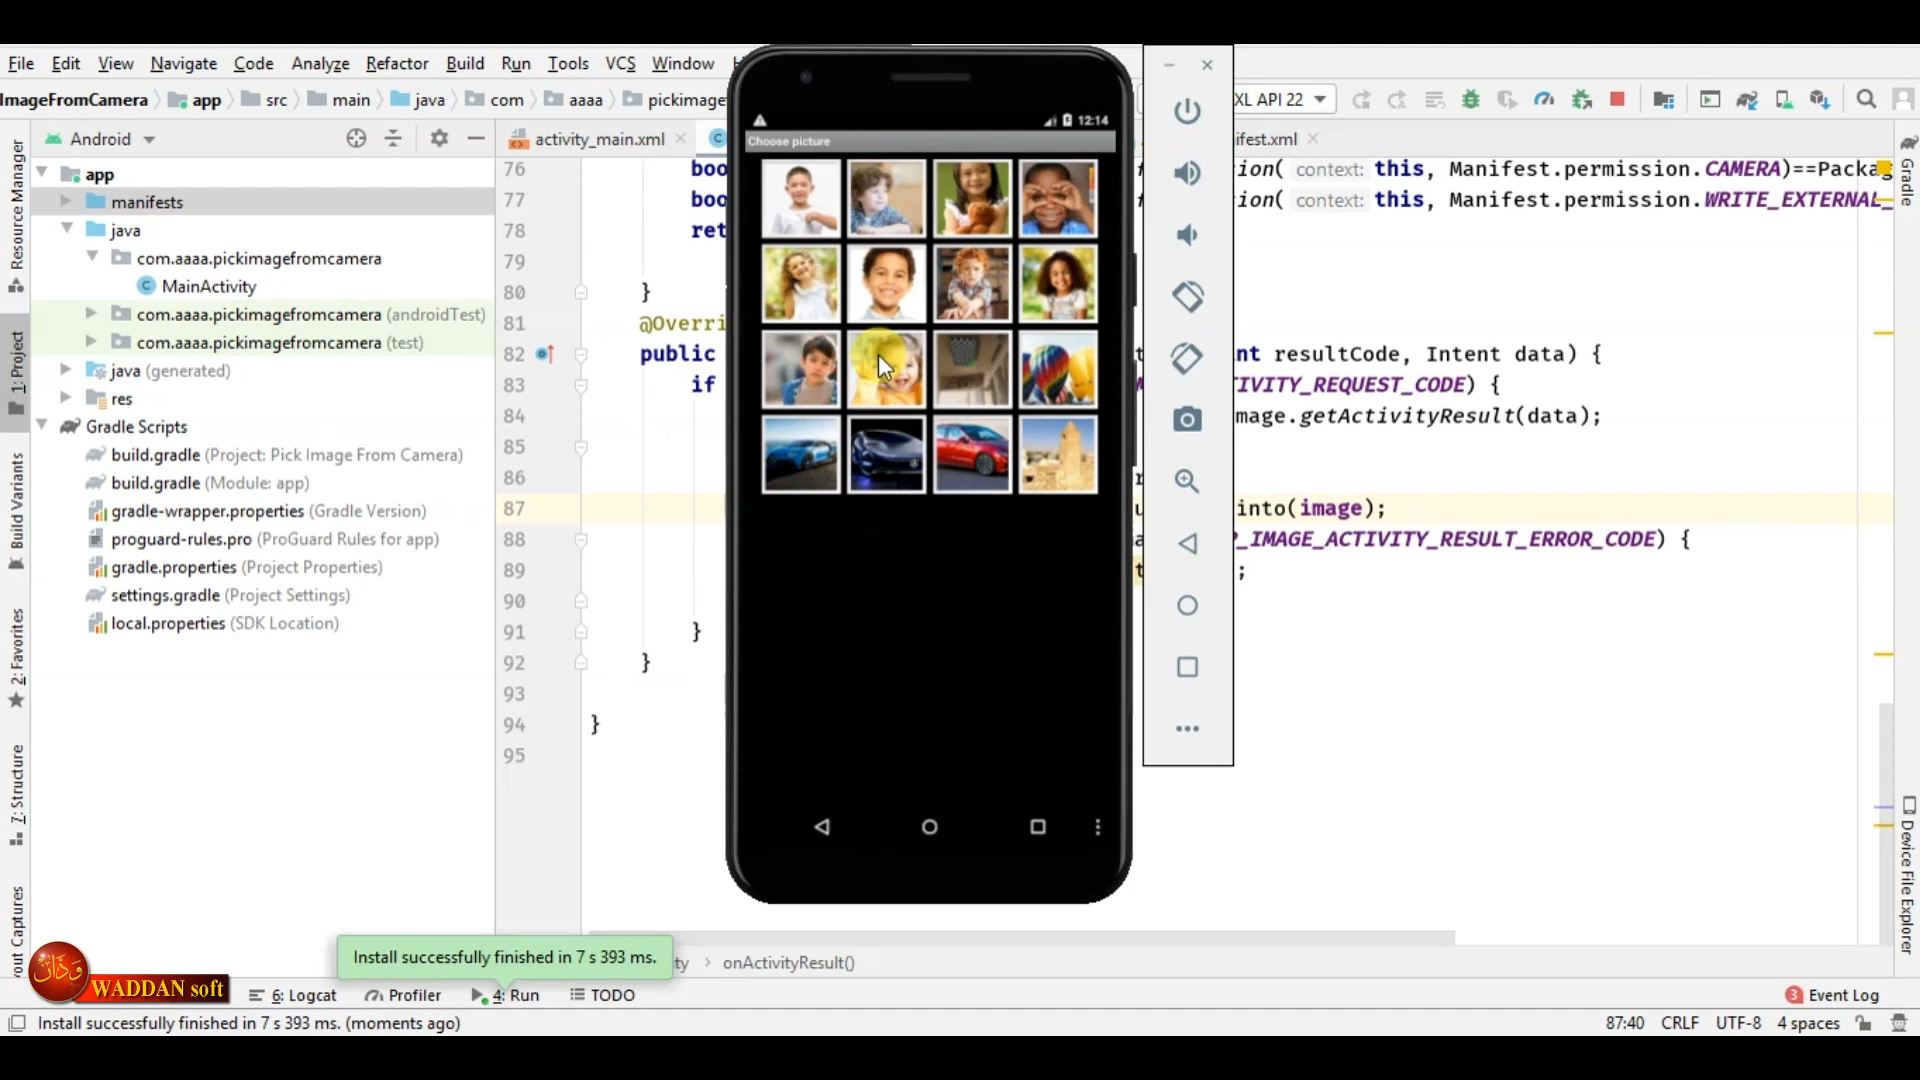 File Edit View Navigate Code Analyze Refactor Build Run Tools VCS Window
ImageFromCamera app src main java com aaaa pickimage
XL API 22
Android
activity_main.xml
ifest.xml
Resource Manager
1: Project
Build Variants
2: Favorites
7: Structure
out Captures
app
manifests
java
com.aaaa.pickimagefromcamera
MainActivity
com.aaaa.pickimagefromcamera (androidTest)
com.aaaa.pickimagefromcamera (test)
java (generated)
res
Gradle Scripts
build.gradle (Project: Pick Image From Camera)
build.gradle (Module: app)
gradle-wrapper.properties (Gradle Version)
proguard-rules.pro (ProGuard Rules for app)
gradle.properties (Project Properties)
settings.gradle (Project Settings)
local.properties (SDK Location)
12:14
Choose picture
76 boo ion( context: this, Manifest.permission.CAMERA)==Packag
77 boo ion( context: this, Manifest.permission.WRITE_EXTERNAL_
78 ret
79
80 }
81 @Overri
82 public nt resultCode, Intent data) {
83 if TIVITY_REQUEST_CODE) {
84 mage.getActivityResult(data);
85
86
87 into(image);
88 P_IMAGE_ACTIVITY_RESULT_ERROR_CODE) {
89 ;
90
91 }
92 }
93
94 }
95
Gradle
Device File Explorer
Install successfully finished in 7 s 393 ms.
ty onActivityResult()
ودّان
WADDAN soft
6: Logcat Profiler 4: Run TODO
3 Event Log
Install successfully finished in 7 s 393 ms. (moments ago)
87:40 CRLF UTF-8 4 spaces